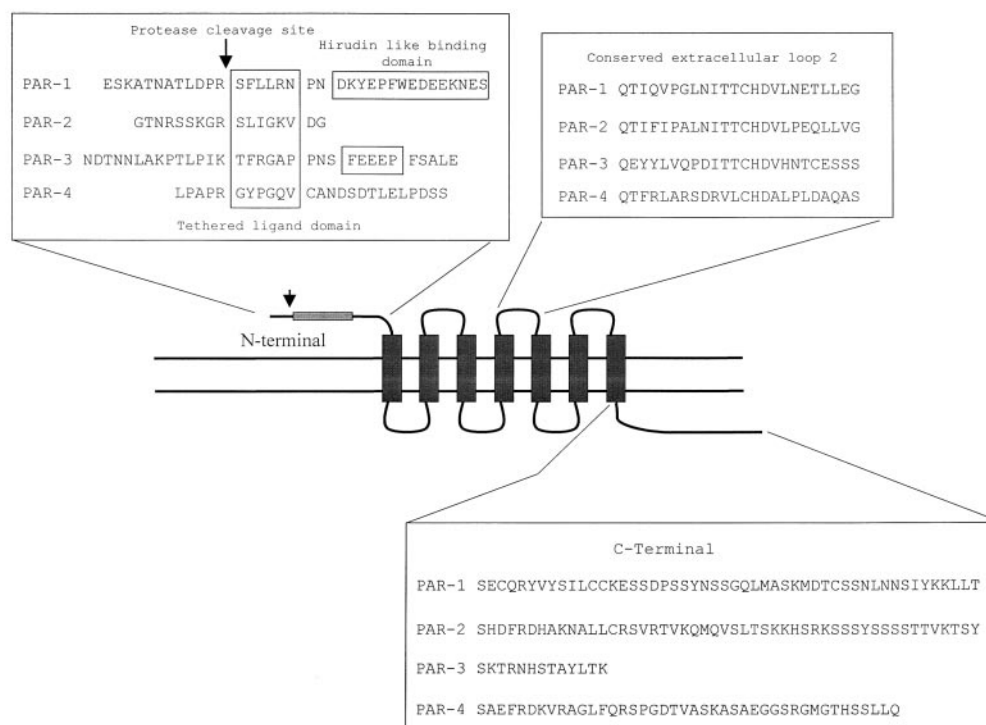 Protease cleavage site
Hirudin like binding
domain
PAR-1 ESKATNATLDPR SFLLRN PN DKYEPFWEDEEKNES
PAR-2 GTNRSSKGR SLIGKV DG
PAR-3 NDTNNLAKPTLPIK TFRGAP PNS FEEEP FSALE
PAR-4 LPAPR GYPGQV CANDSDTLELPDSS
Tethered ligand domain
Conserved extracellular loop 2
PAR-1 QTIQVPGLNITTCHDVLNETLLEG
PAR-2 QTIFIPALNITTCHDVLPEQLLVG
PAR-3 QEYYLVQPDITTCHDVHNTCESSS
PAR-4 QTFRLARSDRVLCHDALPLDAQAS
N-terminal
C-Terminal
PAR-1 SECQRYVYSILCCKESSDPSSYNSSGQLMASKMDTCSSNLNNSIYKKLLT
PAR-2 SHDFRDHAKNALLCRSVRTVKQMQVSLTSKKHSRKSSSYSSSSTTVKTSY
PAR-3 SKTRNHSTAYLTK
PAR-4 SAEFRDKVRAGLFQRSPGDTVASKASAEGGSRGMGTHSSLLQ